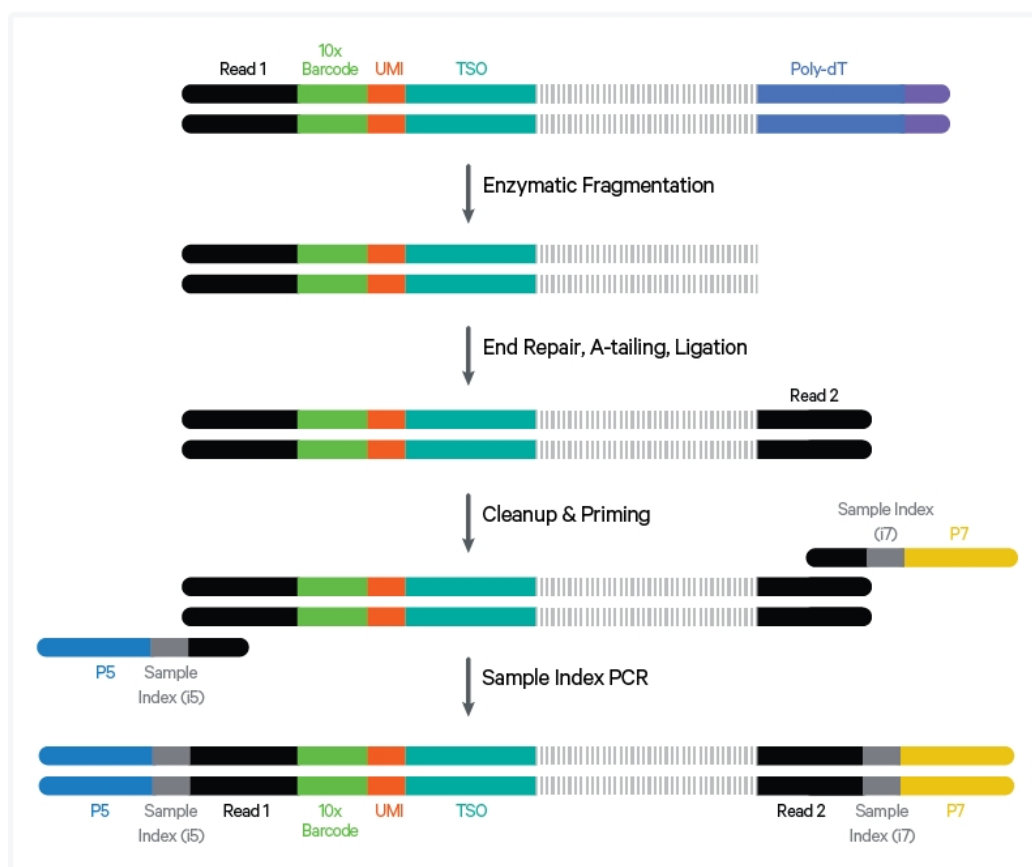 Read 1
10x
Barcode
UMI
TSO
Poly-dT
Enzymatic Fragmentation
End Repair, A-tailing, Ligation
Read 2
Cleanup & Priming
Sample Index
(i7)
P7
P5
Sample
Index (i5)
Sample Index PCR
P5
Sample
Index (i5)
Read 1
10x
Barcode
UMI
TSO
Read 2
Sample
Index (i7)
P7